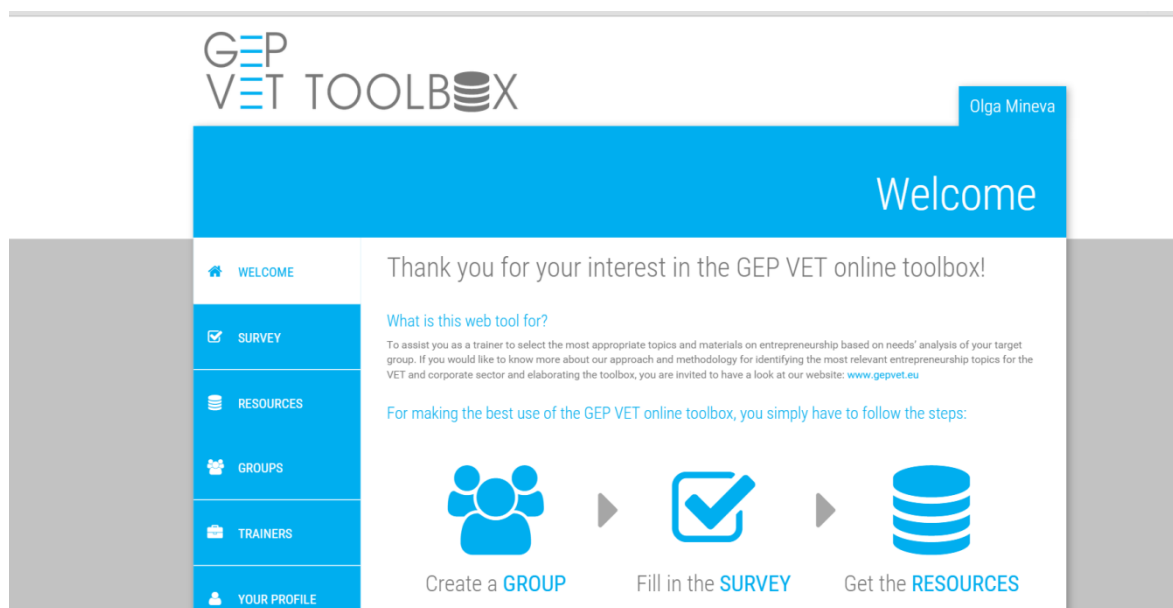 GEP
VET TOOLBOX
Olga Mineva
Welcome
WELCOME
SURVEY
RESOURCES
GROUPS
TRAINERS
YOUR PROFILE
Thank you for your interest in the GEP VET online toolbox!
What is this web tool for?
To assist you as a trainer to select the most appropriate topics and materials on entrepreneurship based on needs' analysis of your target
group. If you would like to know more about our approach and methodology for identifying the most relevant entrepreneurship topics for the
VET and corporate sector and elaborating the toolbox, you are invited to have a look at our website: www.gepvet.eu
For making the best use of the GEP VET online toolbox, you simply have to follow the steps:
Create a GROUP
Fill in the SURVEY
Get the RESOURCES